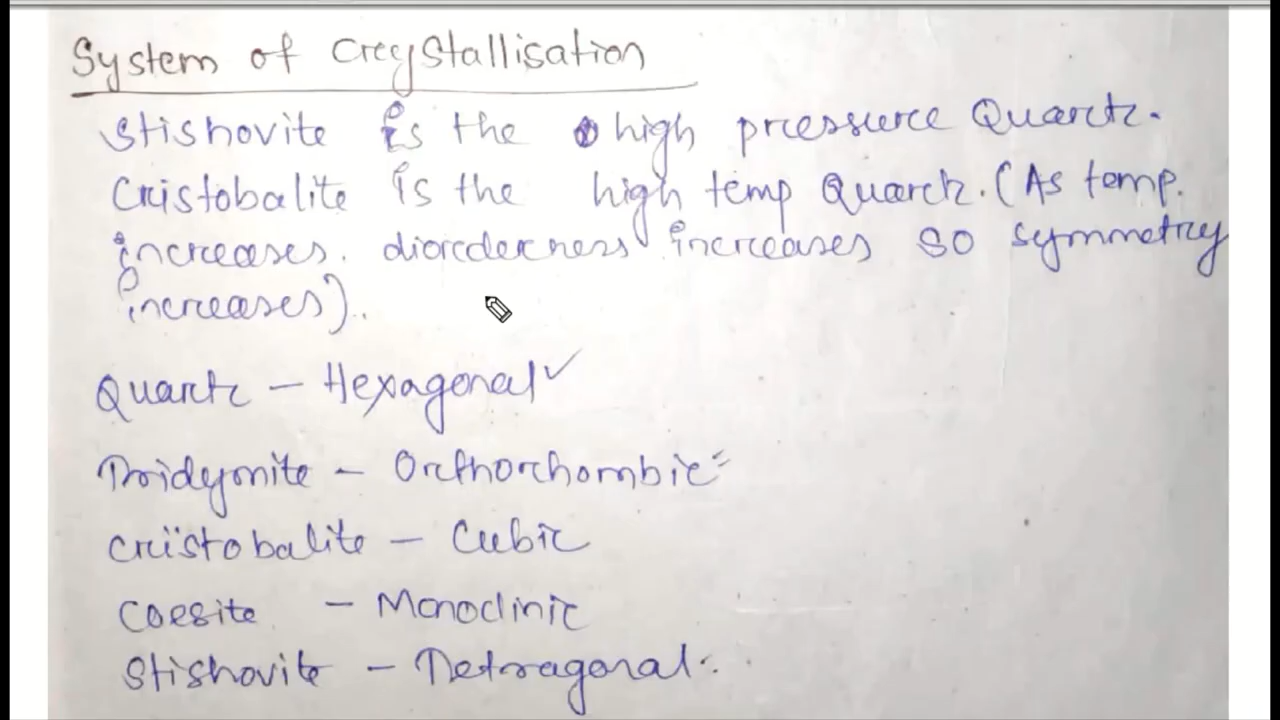 System of Crystallisation
Stishovite is the high pressure Quartz.
Cristobalite is the high temp Quartz. (As temp.
increases. diorderness increases so symmetry
increases).
Quartz - Hexagonal ✓
Tridymite - Orthorhombic
Cristobalite - Cubic
Coesite - Monoclinic
Stishovite - Tetragonal.